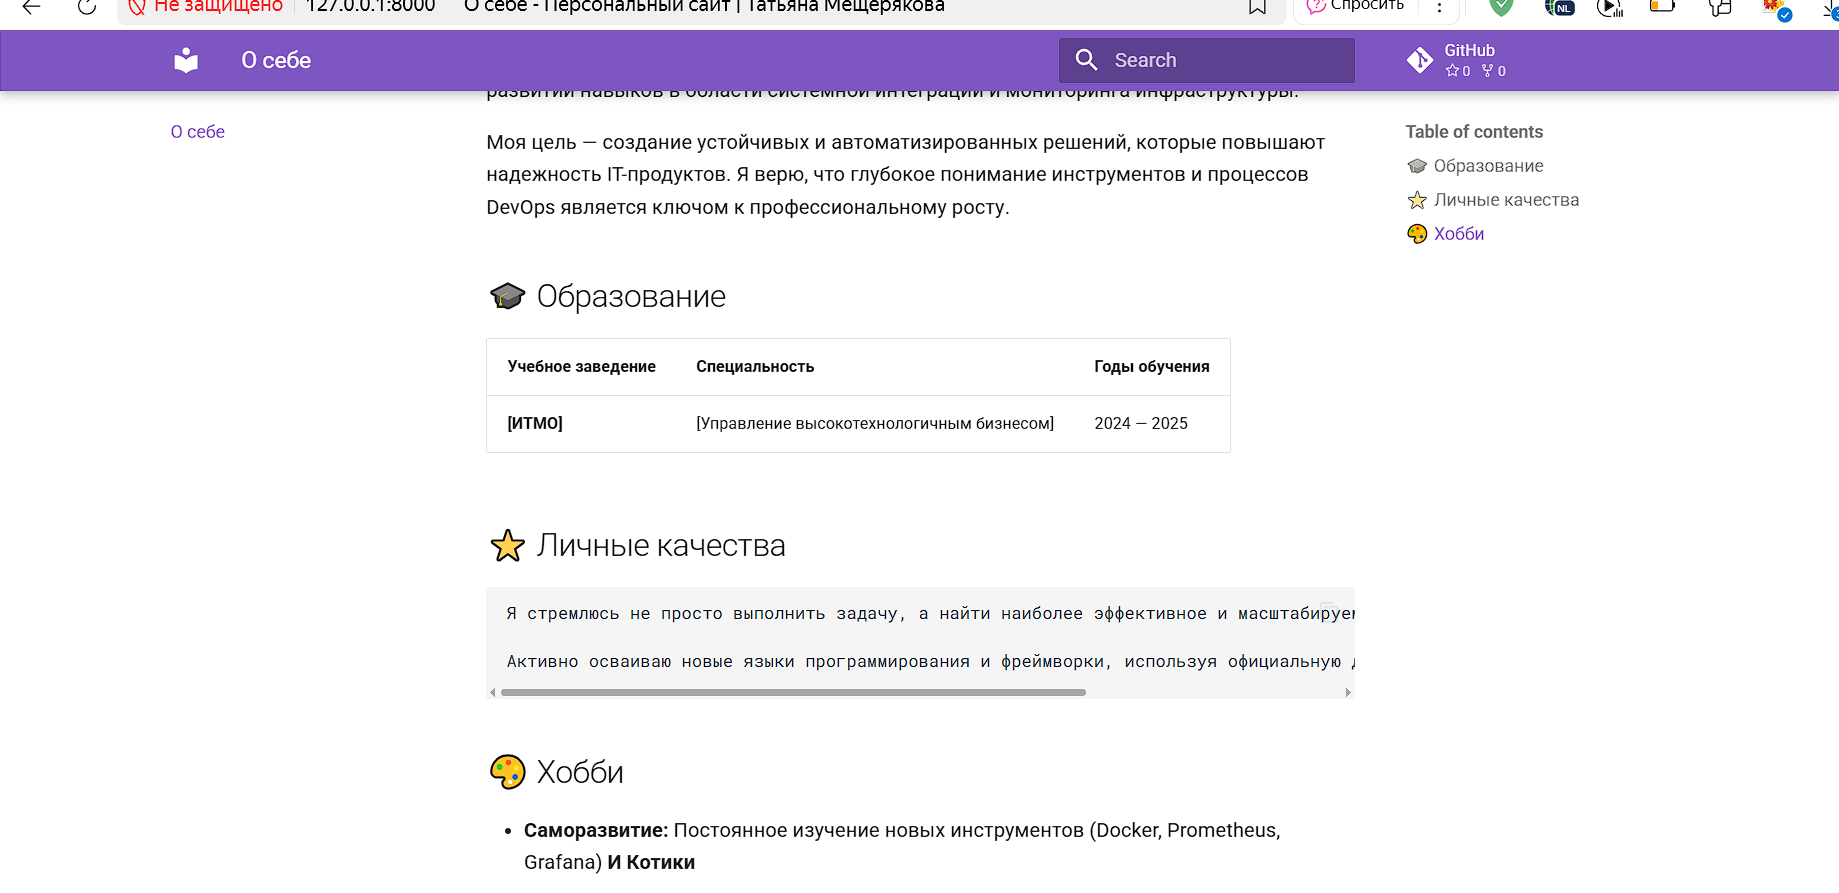 Не защищено 127.0.0.1:8000 О себе - Персональный сайт | Татьяна Мещерякова Спросить NL
О себе Search GitHub
0 0
развитии навыков в области системной интеграции и мониторинга инфраструктуры.
О себе
Моя цель — создание устойчивых и автоматизированных решений, которые повышают
надежность IT-продуктов. Я верю, что глубокое понимание инструментов и процессов
DevOps является ключом к профессиональному росту.
Table of contents
Образование
Личные качества
Хобби
Образование
Учебное заведение Специальность Годы обучения
[ИТМО] [Управление высокотехнологичным бизнесом] 2024 — 2025
Личные качества
Я стремлюсь не просто выполнить задачу, а найти наиболее эффективное и
Активно осваиваю новые языки программирования и фреймворки, используя официальную
Хобби
• Саморазвитие: Постоянное изучение новых инструментов (Docker, Prometheus,
Grafana) И Котики